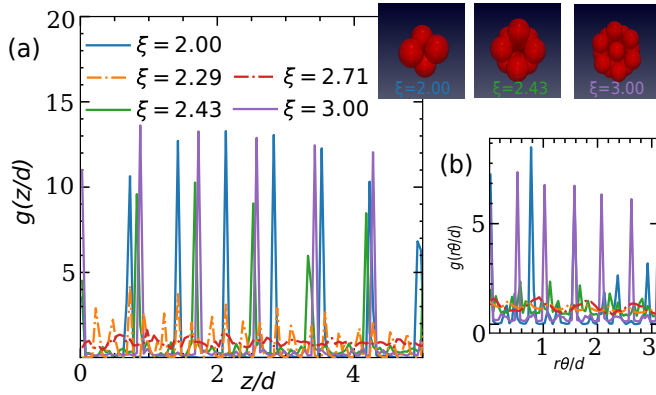 (a)
20
15
10
5
0
2
4
g(z/d)
z/d
ξ = 2.00
ξ = 2.29
ξ = 2.43
ξ = 2.71
ξ = 3.00
ξ=2.00
ξ=2.43
ξ=3.00
(b)
5
0
1
2
3
g(rθ/d)
rθ/d